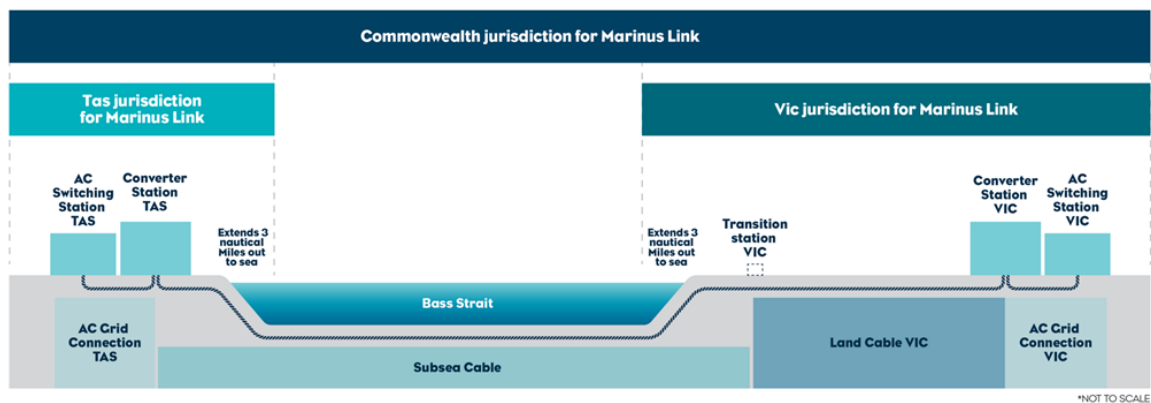 Commonwealth jurisdiction for Marinus Link
Tas jurisdiction
for Marinus Link
Vic jurisdiction for Marinus Link
AC
Switching
Station
TAS
Converter
Station
TAS
Extends 3
nautical
Miles out
to sea
Extends 3
nautical
Miles out
to sea
Transition
station
VIC
Converter
Station
VIC
AC
Switching
Station
VIC
Bass Strait
AC Grid
Connection
TAS
Subsea Cable
Land Cable VIC
AC Grid
Connection
VIC
*NOT TO SCALE